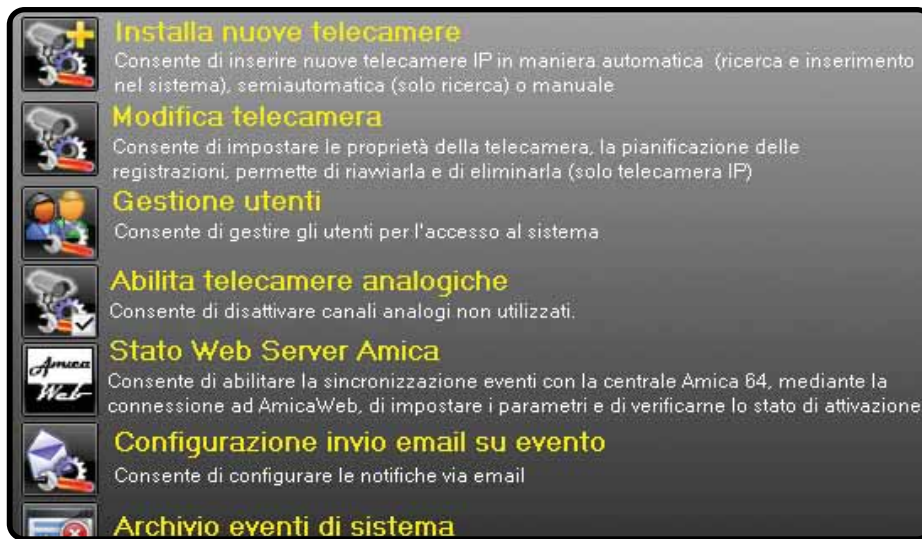 Installa nuove telecamere
Consente di inserire nuove telecamere IP in maniera automatica (ricerca e inserimento
nel sistema), semiautomatica (solo ricerca) o manuale
Modifica telecamera
Consente di impostare le proprietà della telecamera, la pianificazione delle
registrazioni, permette di riavviarla e di eliminarla (solo telecamera IP)
Gestione utenti
Consente di gestire gli utenti per l'accesso al sistema
Abilita telecamere analogiche
Consente di disattivare canali analogi non utilizzati.
Amica
Web
Stato Web Server Amica
Consente di abilitare la sincronizzazione eventi con la centrale Amica 64, mediante la
connessione ad AmicaWeb, di impostare i parametri e di verificarne lo stato di attivazione
Configurazione invio email su evento
Consente di configurare le notifiche via email
Archivio eventi di sistema